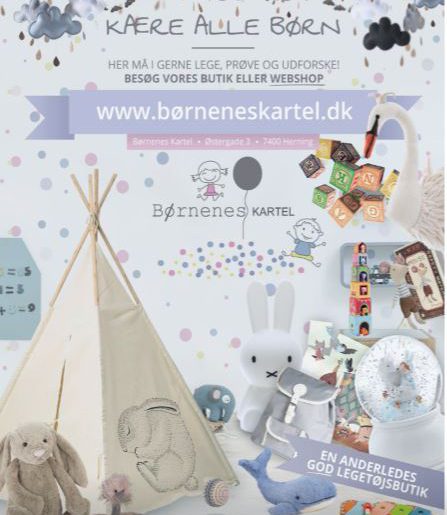 KÆRE ALLE BØRN
HER MÅ I GERNE LEGE, PRØVE OG UDFORSKE!
BESØG VORES BUTIK ELLER WEBSHOP
www.børneneskartel.dk
Børnenes Kartel • Østergade 3 • 7400 Herning
Børnenes KARTEL
EN ANDERLEDES
GOD LEGETØJSBUTIK